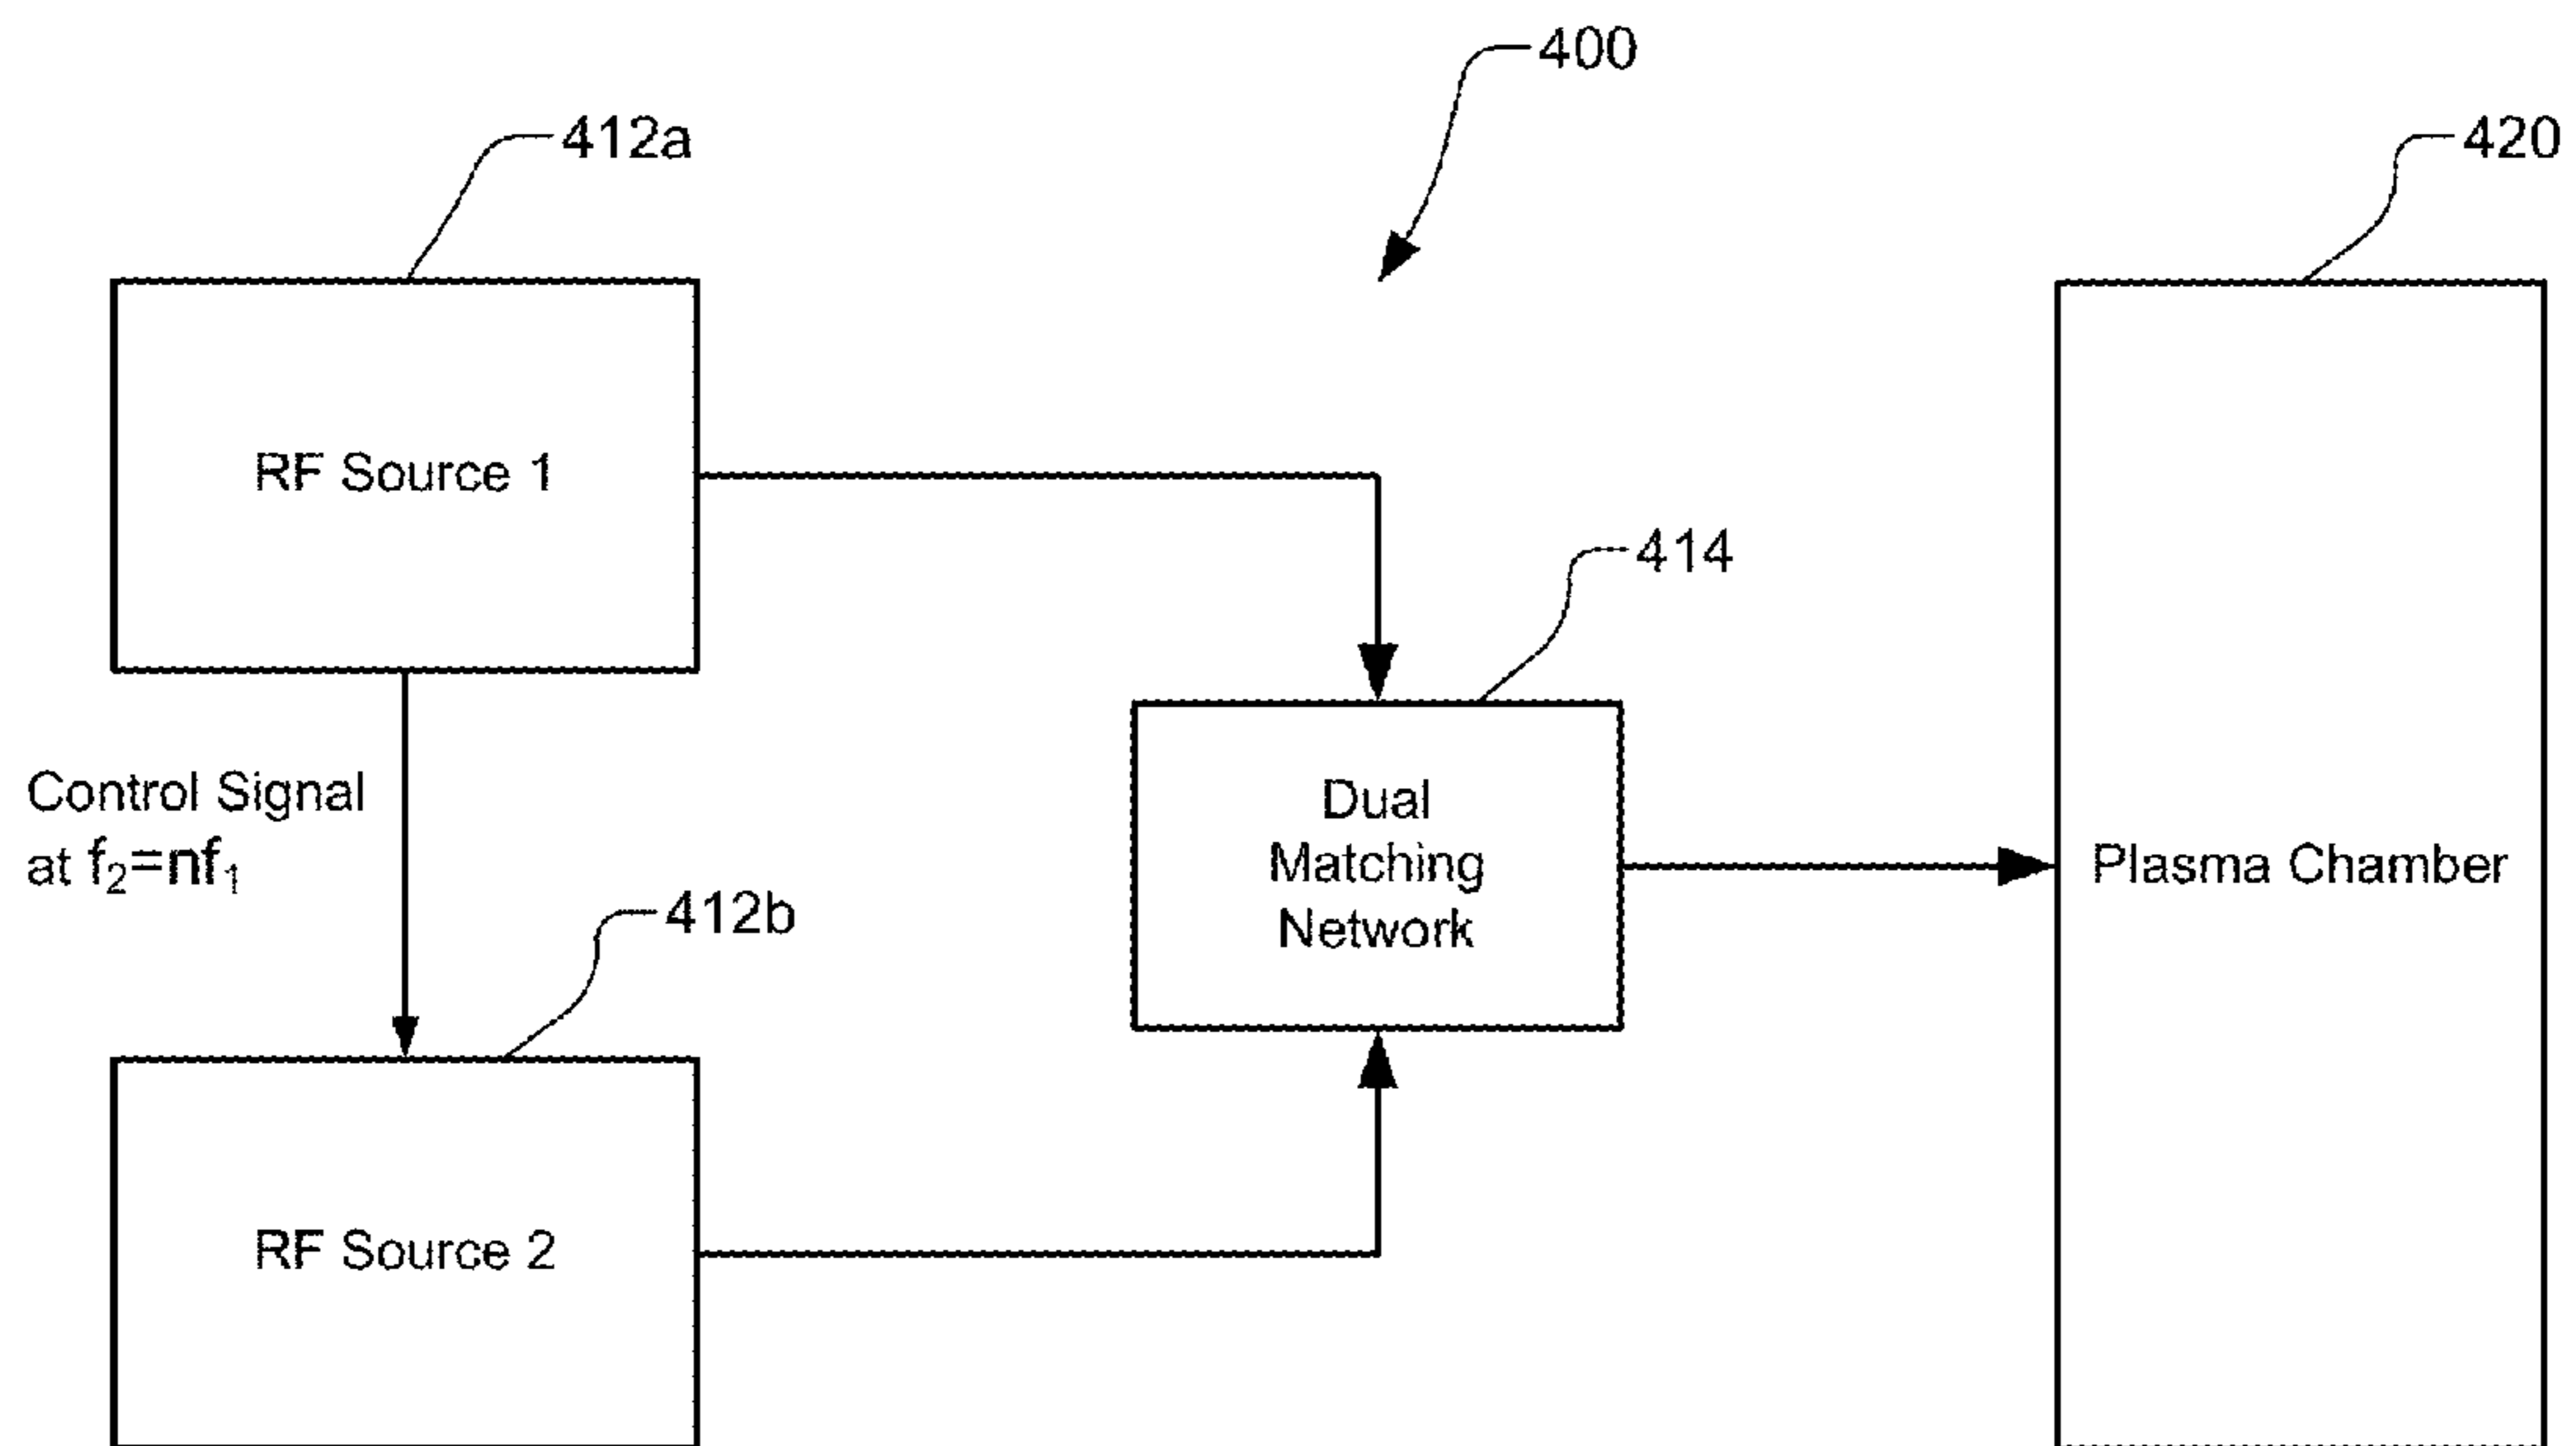 400
412a
420
RF Source 1
414
Control Signal
at f₂=nf₁
Dual
Matching
Network
Plasma Chamber
412b
RF Source 2